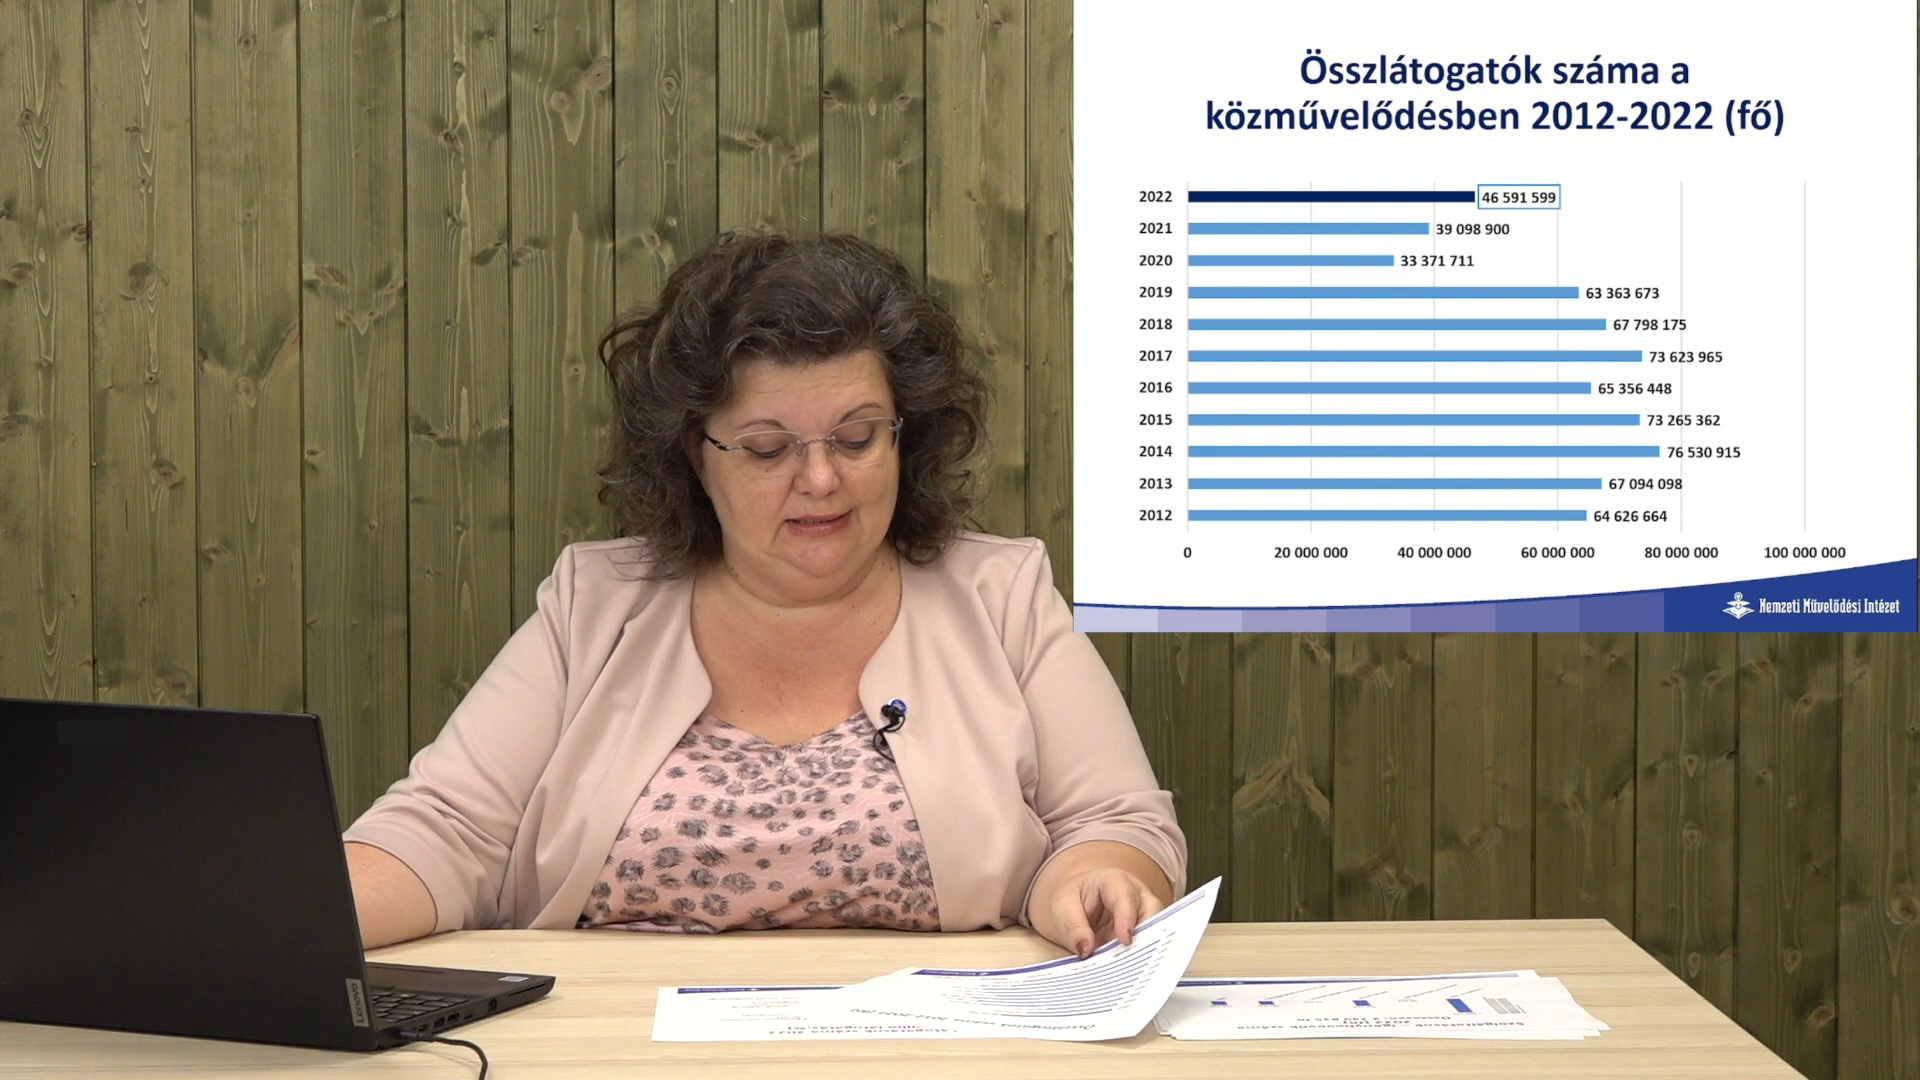 Összlátogatók száma a
közművelődésben 2012-2022 (fő)
2022 46 591 599
2021 39 098 900
2020 33 371 711
2019 63 363 673
2018 67 798 175
2017 73 623 965
2016 65 356 448
2015 73 265 362
2014 76 530 915
2013 67 094 098
2012 64 626 664
0 20 000 000 40 000 000 60 000 000 80 000 000 100 000 000
Nemzeti Művelődési Intézet
Lenovo